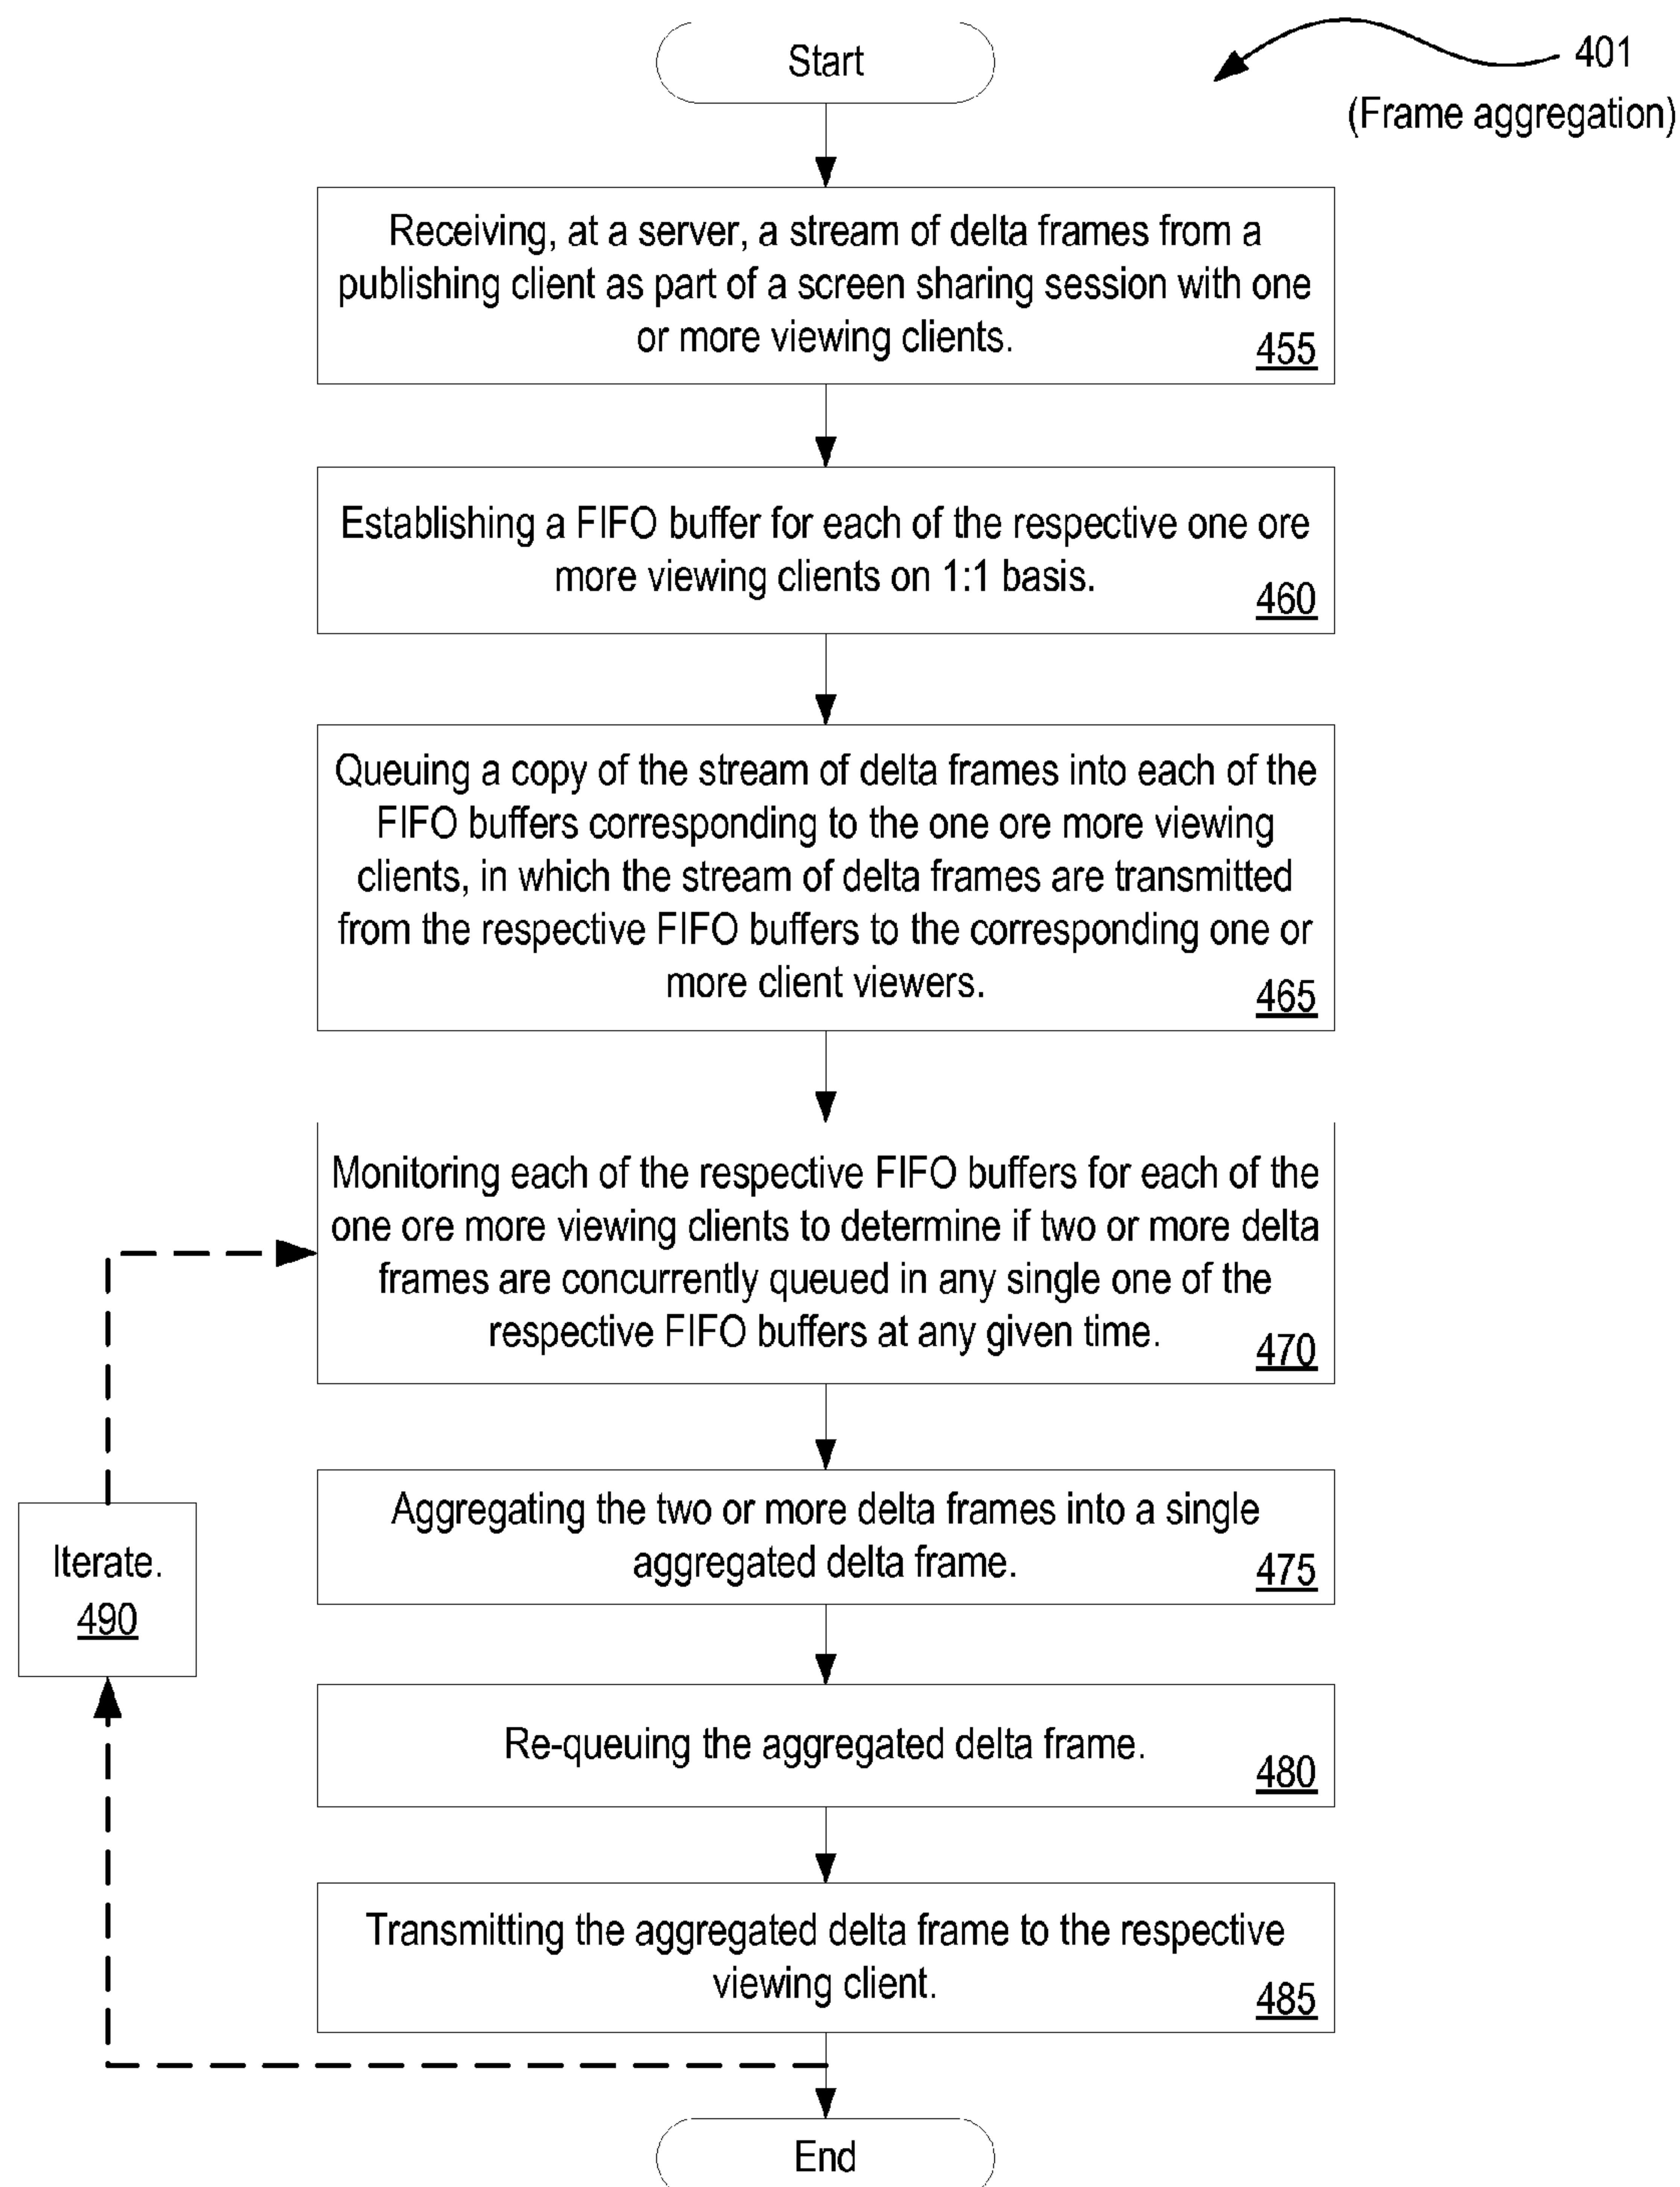 Start
401
(Frame aggregation)
Receiving, at a server, a stream of delta frames from a
publishing client as part of a screen sharing session with one
or more viewing clients.
455
Establishing a FIFO buffer for each of the respective one ore
more viewing clients on 1:1 basis.
460
Queuing a copy of the stream of delta frames into each of the
FIFO buffers corresponding to the one ore more viewing
clients, in which the stream of delta frames are transmitted
from the respective FIFO buffers to the corresponding one or
more client viewers.
465
Monitoring each of the respective FIFO buffers for each of the
one ore more viewing clients to determine if two or more delta
frames are concurrently queued in any single one of the
respective FIFO buffers at any given time.
470
Aggregating the two or more delta frames into a single
aggregated delta frame.
475
Iterate.
490
Re-queuing the aggregated delta frame.
480
Transmitting the aggregated delta frame to the respective
viewing client.
485
End